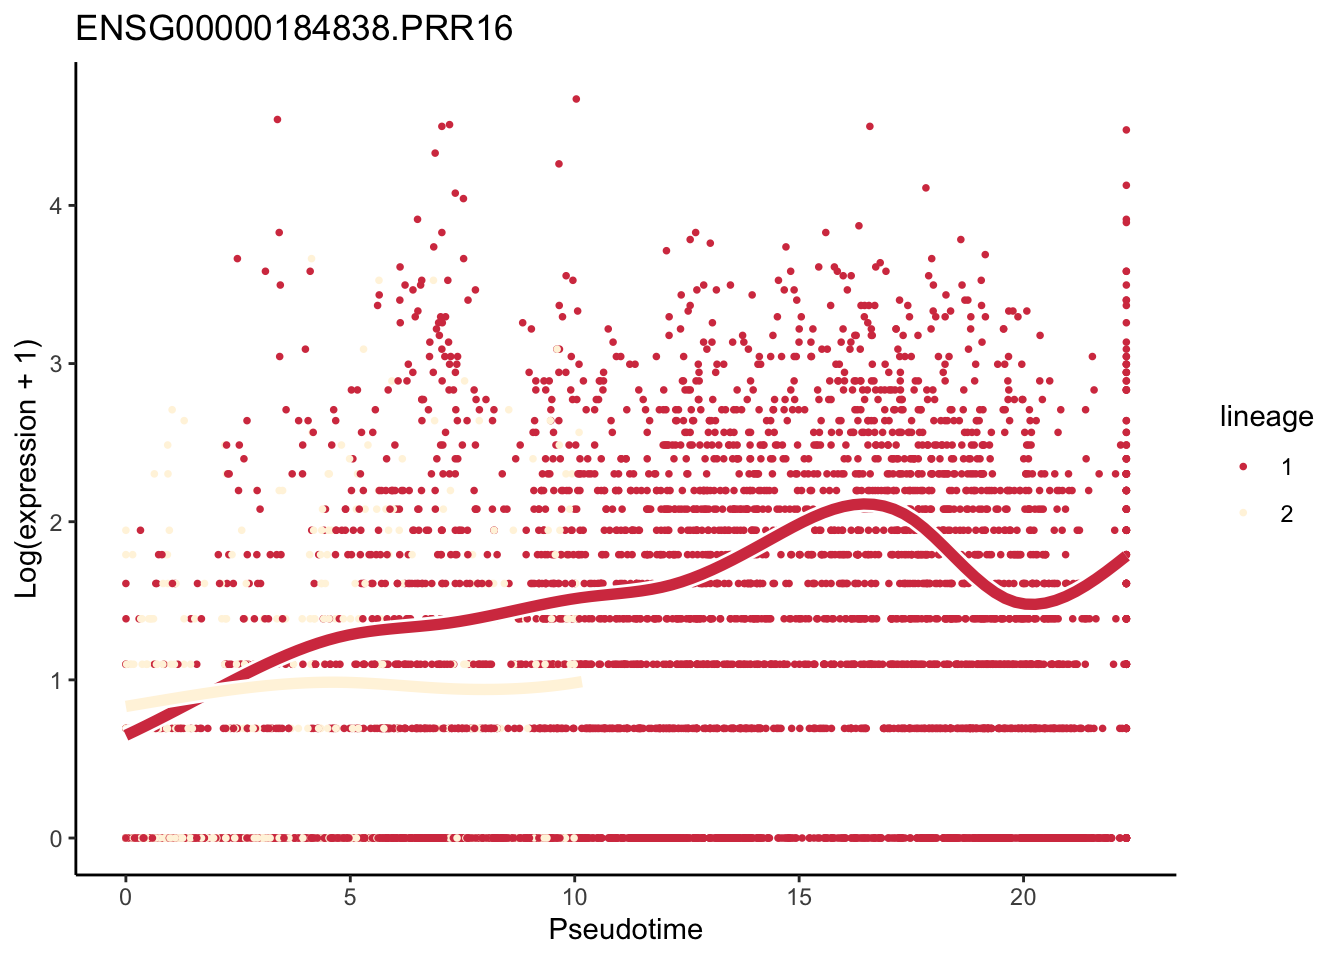 ENSG00000184838.PRR16
Log(expression + 1)
4
3
2
1
0
0 5 10 15 20
Pseudotime
lineage
1
2